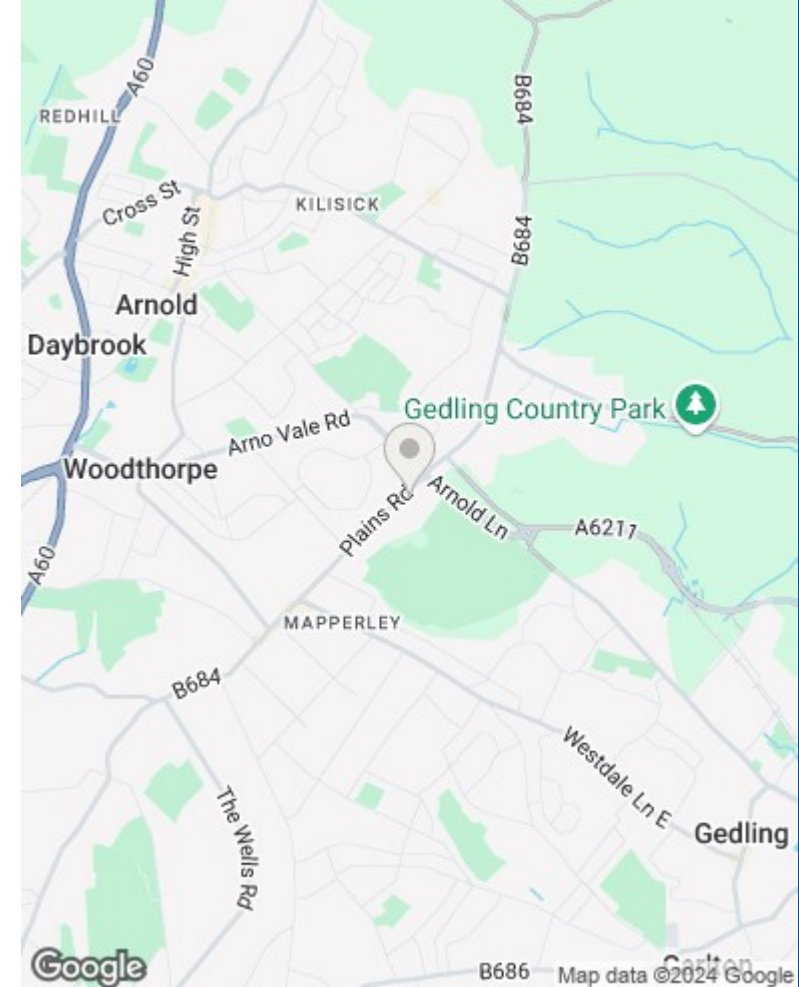 A60
B684
REDHILL
Cross St
High St
KILISICK
B684
Arnold
Daybrook
Gedling Country Park
Arno Vale Rd
Woodthorpe
Plains Rd
Arnold Ln
A6211
A60
MAPPERLEY
B684
Westdale Ln E
The Wells Rd
Gedling
Carlton
Google
B686
Map data ©2024 Google